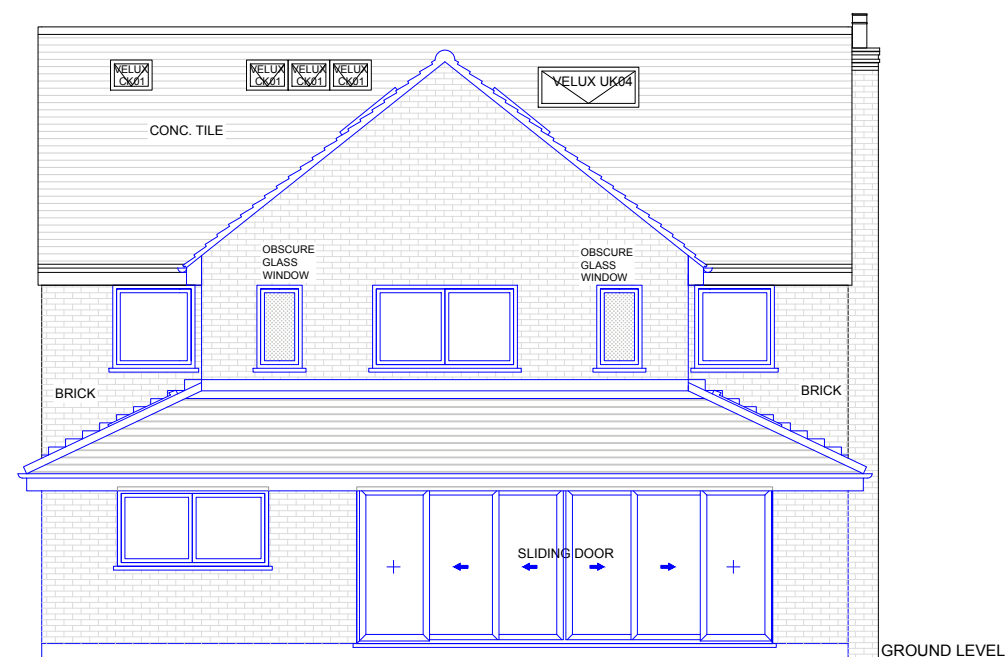 VELUX
CK01
VELUX
CK01
VELUX
CK01
VELUX
CK01
VELUX UK04
CONC. TILE
OBSCURE
GLASS
WINDOW
OBSCURE
GLASS
WINDOW
BRICK
BRICK
SLIDING DOOR
GROUND LEVEL